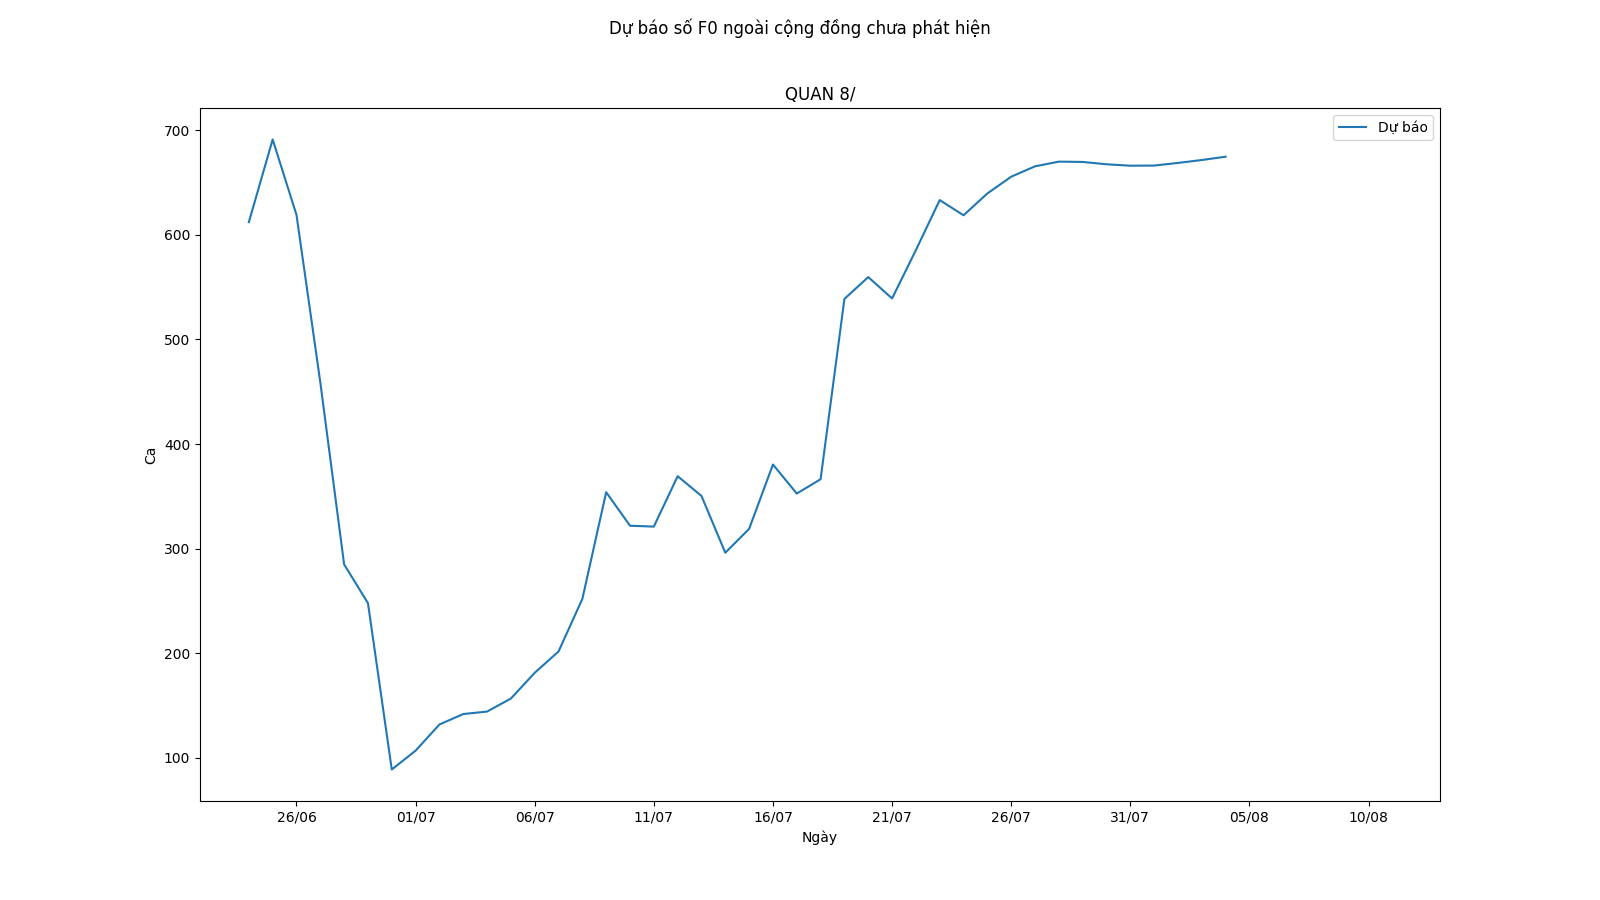 Dự báo số F0 ngoài cộng đồng chưa phát hiện
QUAN 8/
Dự báo
700
600
500
400
300
200
100
Ca
26/06 01/07 06/07 11/07 16/07 21/07 26/07 31/07 05/08 10/08
Ngày